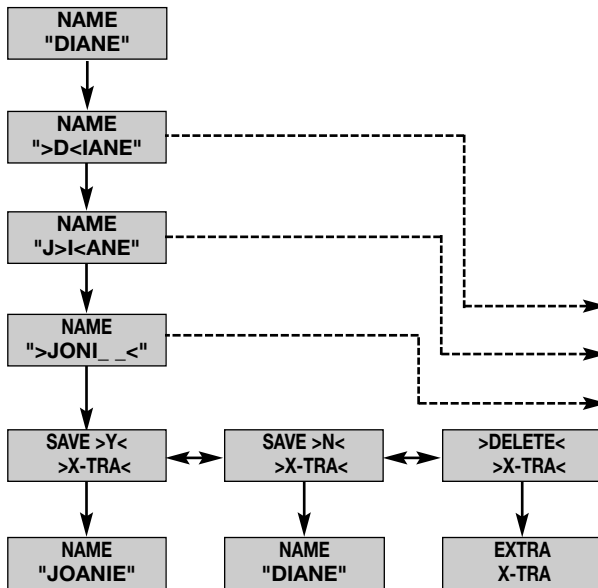 NAME
"DIANE"
NAME
">D<IANE"
NAME
"J>I<ANE"
NAME
">JONI_ _<"
SAVE >Y<
>X-TRA<
SAVE >N<
>X-TRA<
>DELETE<
>X-TRA<
NAME
"JOANIE"
NAME
"DIANE"
EXTRA
X-TRA